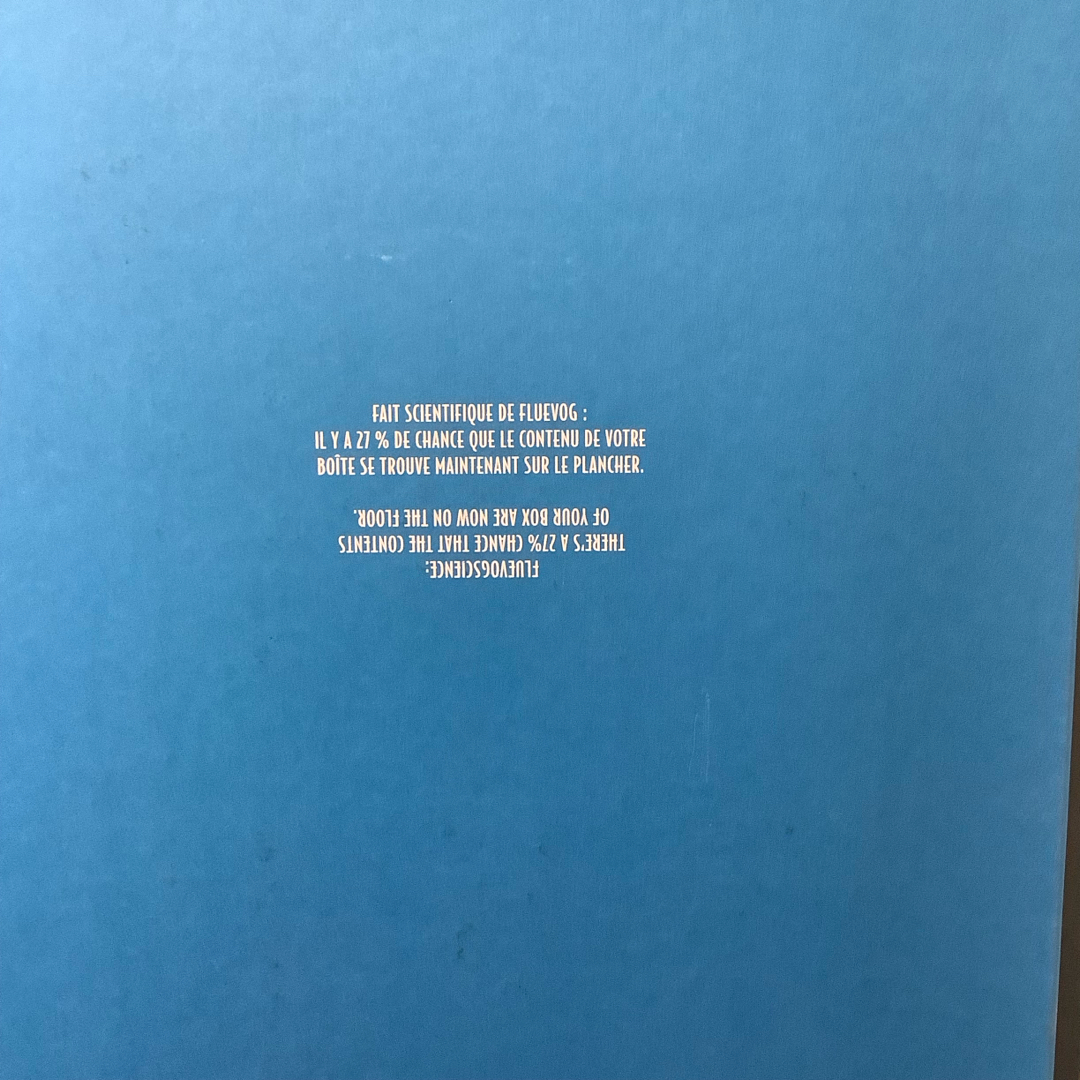 FAIT SCIENTIFIQUE DE FLUEVOG :
IL Y A 27 % DE CHANCE QUE LE CONTENU DE VOTRE
BOÎTE SE TROUVE MAINTENANT SUR LE PLANCHER.
FLUEVOGSCIENCE:
THERE'S A 27% CHANCE THAT THE CONTENTS
OF YOUR BOX ARE NOW ON THE FLOOR.